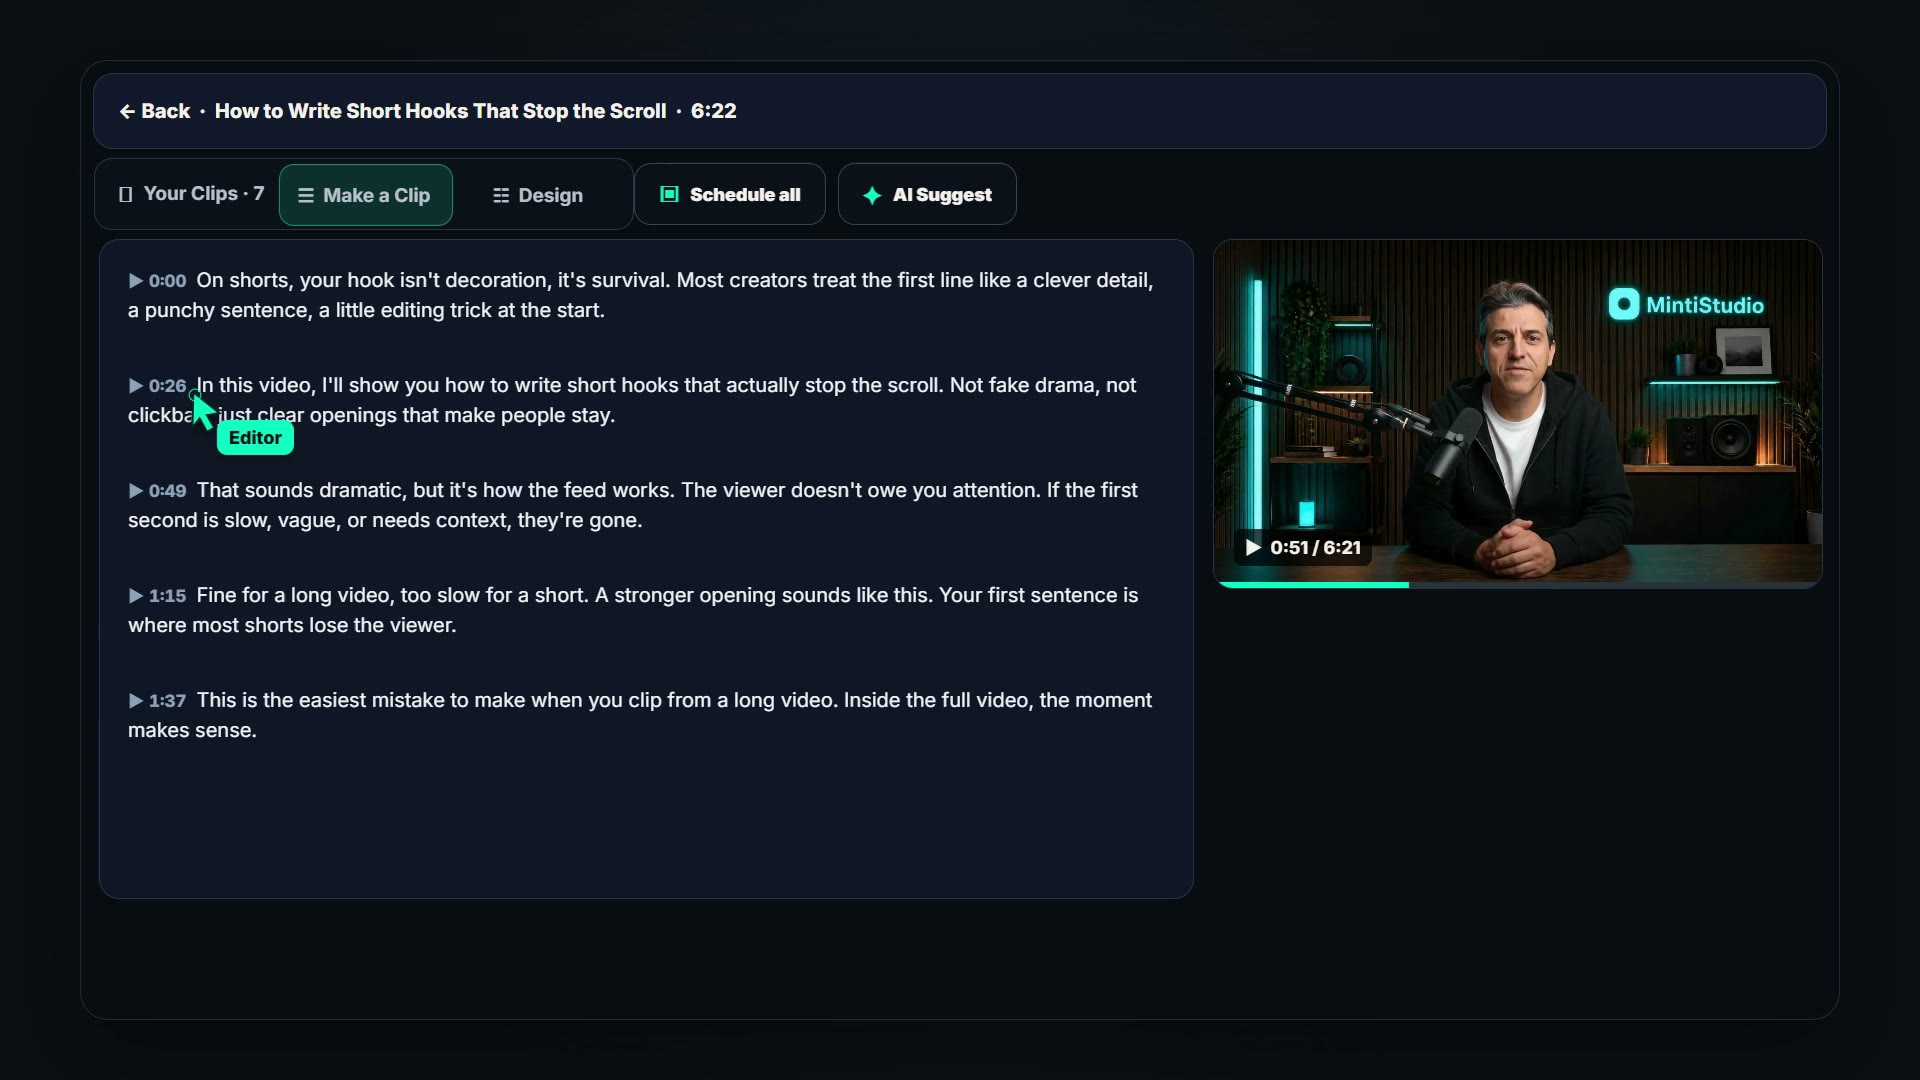 ← Back · How to Write Short Hooks That Stop the Scroll · 6:22
Your Clips · 7
Make a Clip
Design
Schedule all
AI Suggest
▶ 0:00 On shorts, your hook isn't decoration, it's survival. Most creators treat the first line like a clever detail,
a punchy sentence, a little editing trick at the start.
▶ 0:26 In this video, I'll show you how to write short hooks that actually stop the scroll. Not fake drama, not
just clear openings that make people stay.
Editor
▶ 0:49 That sounds dramatic, but it's how the feed works. The viewer doesn't owe you attention. If the first
second is slow, vague, or needs context, they're gone.
▶ 1:15 Fine for a long video, too slow for a short. A stronger opening sounds like this. Your first sentence is
where most shorts lose the viewer.
▶ 1:37 This is the easiest mistake to make when you clip from a long video. Inside the full video, the moment
makes sense.
MintiStudio
▶ 0:51 / 6:21